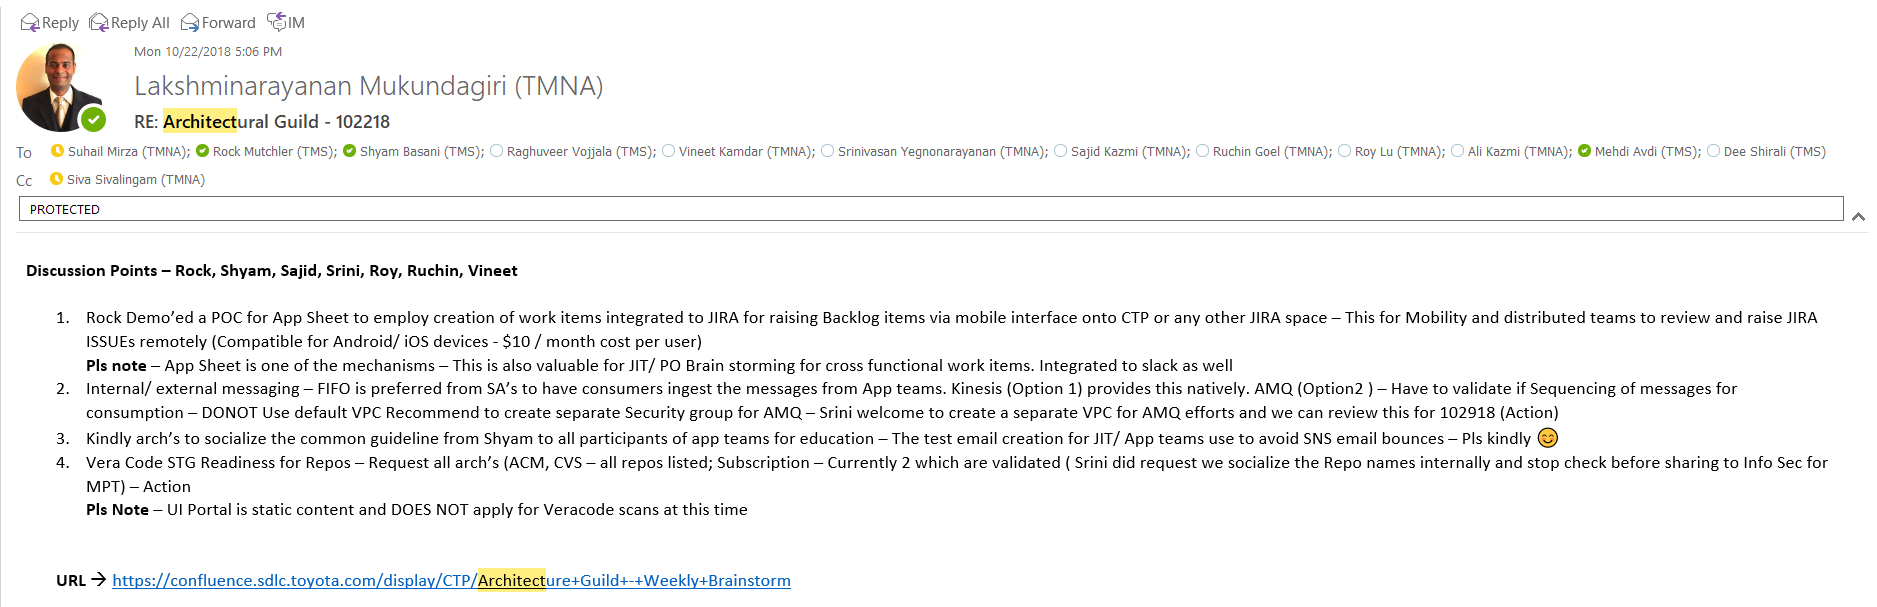 Reply Reply All Forward IM
Mon 10/22/2018 5:06 PM
Lakshminarayanan Mukundagiri (TMNA)
RE: Architectural Guild - 102218
To Suhail Mirza (TMNA); Rock Mutchler (TMS); Shyam Basani (TMS); Raghuveer Vojjala (TMS); Vineet Kamdar (TMNA); Srinivasan Yegnonarayanan (TMNA); Sajid Kazmi (TMNA); Ruchin Goel (TMNA); Roy Lu (TMNA); Ali Kazmi (TMNA); Mehdi Avdi (TMS); Dee Shirali (TMS)
Cc Siva Sivalingam (TMNA)
PROTECTED
Discussion Points – Rock, Shyam, Sajid, Srini, Roy, Ruchin, Vineet
1. Rock Demo’ed a POC for App Sheet to employ creation of work items integrated to JIRA for raising Backlog items via mobile interface onto CTP or any other JIRA space – This for Mobility and distributed teams to review and raise JIRA
ISSUEs remotely (Compatible for Android/ iOS devices - $10 / month cost per user)
Pls note – App Sheet is one of the mechanisms – This is also valuable for JIT/ PO Brain storming for cross functional work items. Integrated to slack as well
2. Internal/ external messaging – FIFO is preferred from SA’s to have consumers ingest the messages from App teams. Kinesis (Option 1) provides this natively. AMQ (Option2 ) – Have to validate if Sequencing of messages for
consumption – DONOT Use default VPC Recommend to create separate Security group for AMQ – Srini welcome to create a separate VPC for AMQ efforts and we can review this for 102918 (Action)
3. Kindly arch’s to socialize the common guideline from Shyam to all participants of app teams for education – The test email creation for JIT/ App teams use to avoid SNS email bounces – Pls kindly 😊
4. Vera Code STG Readiness for Repos – Request all arch’s (ACM, CVS – all repos listed; Subscription – Currently 2 which are validated ( Srini did request we socialize the Repo names internally and stop check before sharing to Info Sec for
MPT) – Action
Pls Note – UI Portal is static content and DOES NOT apply for Veracode scans at this time
URL → https://confluence.sdlc.toyota.com/display/CTP/Architecture+Guild+-+Weekly+Brainstorm